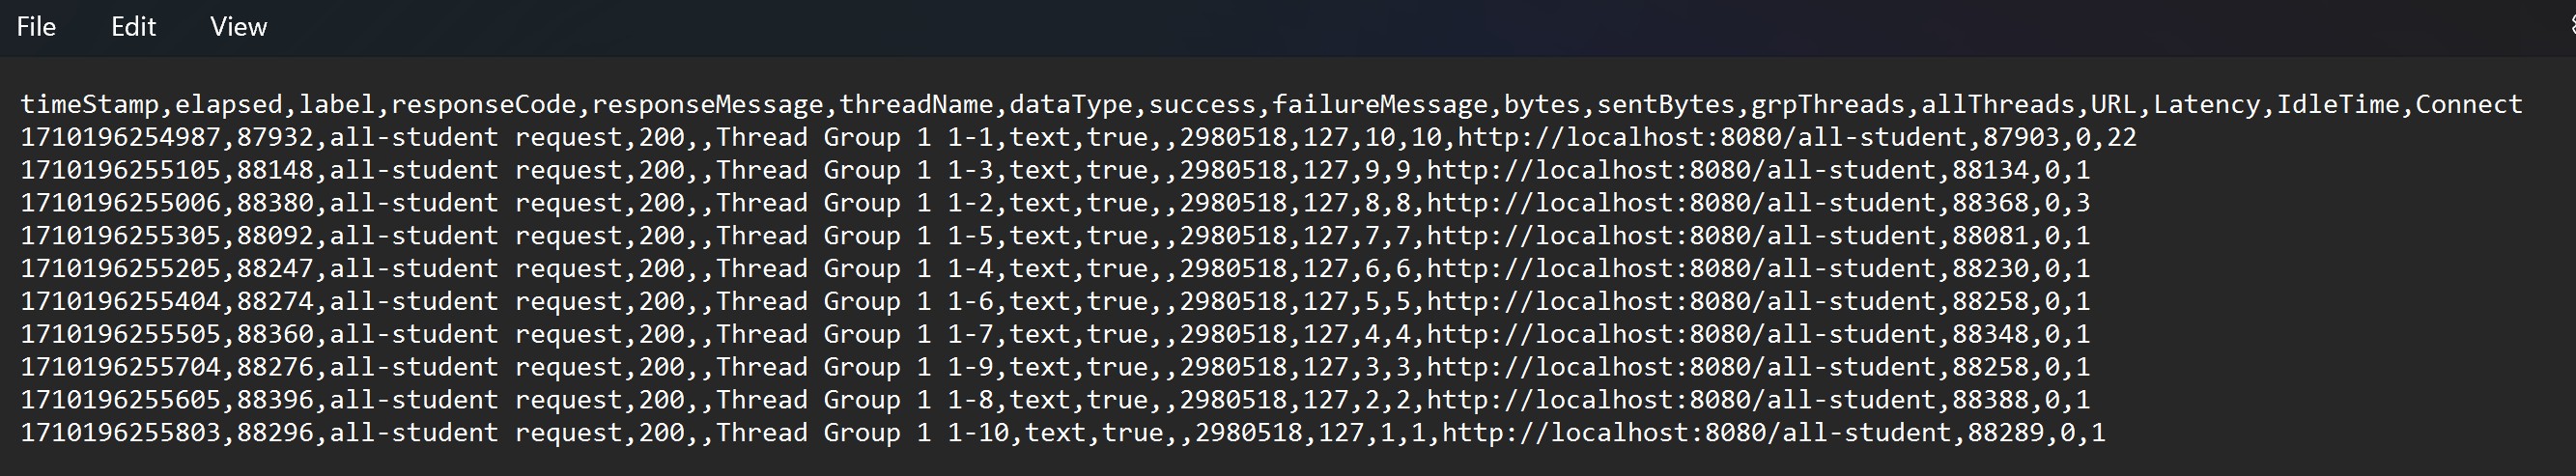 File Edit View
timeStamp,elapsed,label,responseCode,responseMessage,threadName,dataType,success,failureMessage,bytes,sentBytes,grpThreads,allThreads,URL,Latency,IdleTime,Connect
1710196254987,87932,all-student request,200,,Thread Group 1 1-1,text,true,,2980518,127,10,10,http://localhost:8080/all-student,87903,0,22
1710196255105,88148,all-student request,200,,Thread Group 1 1-3,text,true,,2980518,127,9,9,http://localhost:8080/all-student,88134,0,1
1710196255006,88380,all-student request,200,,Thread Group 1 1-2,text,true,,2980518,127,8,8,http://localhost:8080/all-student,88368,0,3
1710196255305,88092,all-student request,200,,Thread Group 1 1-5,text,true,,2980518,127,7,7,http://localhost:8080/all-student,88081,0,1
1710196255205,88247,all-student request,200,,Thread Group 1 1-4,text,true,,2980518,127,6,6,http://localhost:8080/all-student,88230,0,1
1710196255404,88274,all-student request,200,,Thread Group 1 1-6,text,true,,2980518,127,5,5,http://localhost:8080/all-student,88258,0,1
1710196255505,88360,all-student request,200,,Thread Group 1 1-7,text,true,,2980518,127,4,4,http://localhost:8080/all-student,88348,0,1
1710196255704,88276,all-student request,200,,Thread Group 1 1-9,text,true,,2980518,127,3,3,http://localhost:8080/all-student,88258,0,1
1710196255605,88396,all-student request,200,,Thread Group 1 1-8,text,true,,2980518,127,2,2,http://localhost:8080/all-student,88388,0,1
1710196255803,88296,all-student request,200,,Thread Group 1 1-10,text,true,,2980518,127,1,1,http://localhost:8080/all-student,88289,0,1